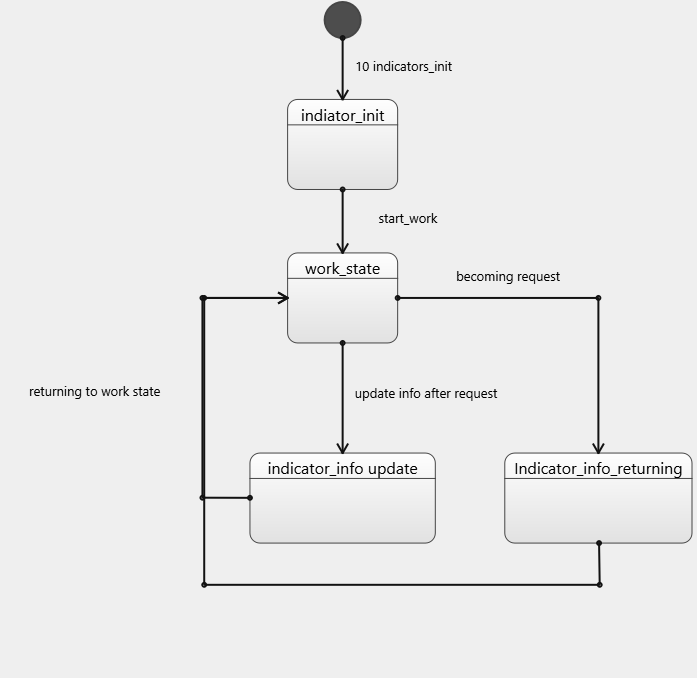 10 indicators_init
indiator_init
start_work
work_state
becoming request
returning to work state
update info after request
indicator_info update
Indicator_info_returning